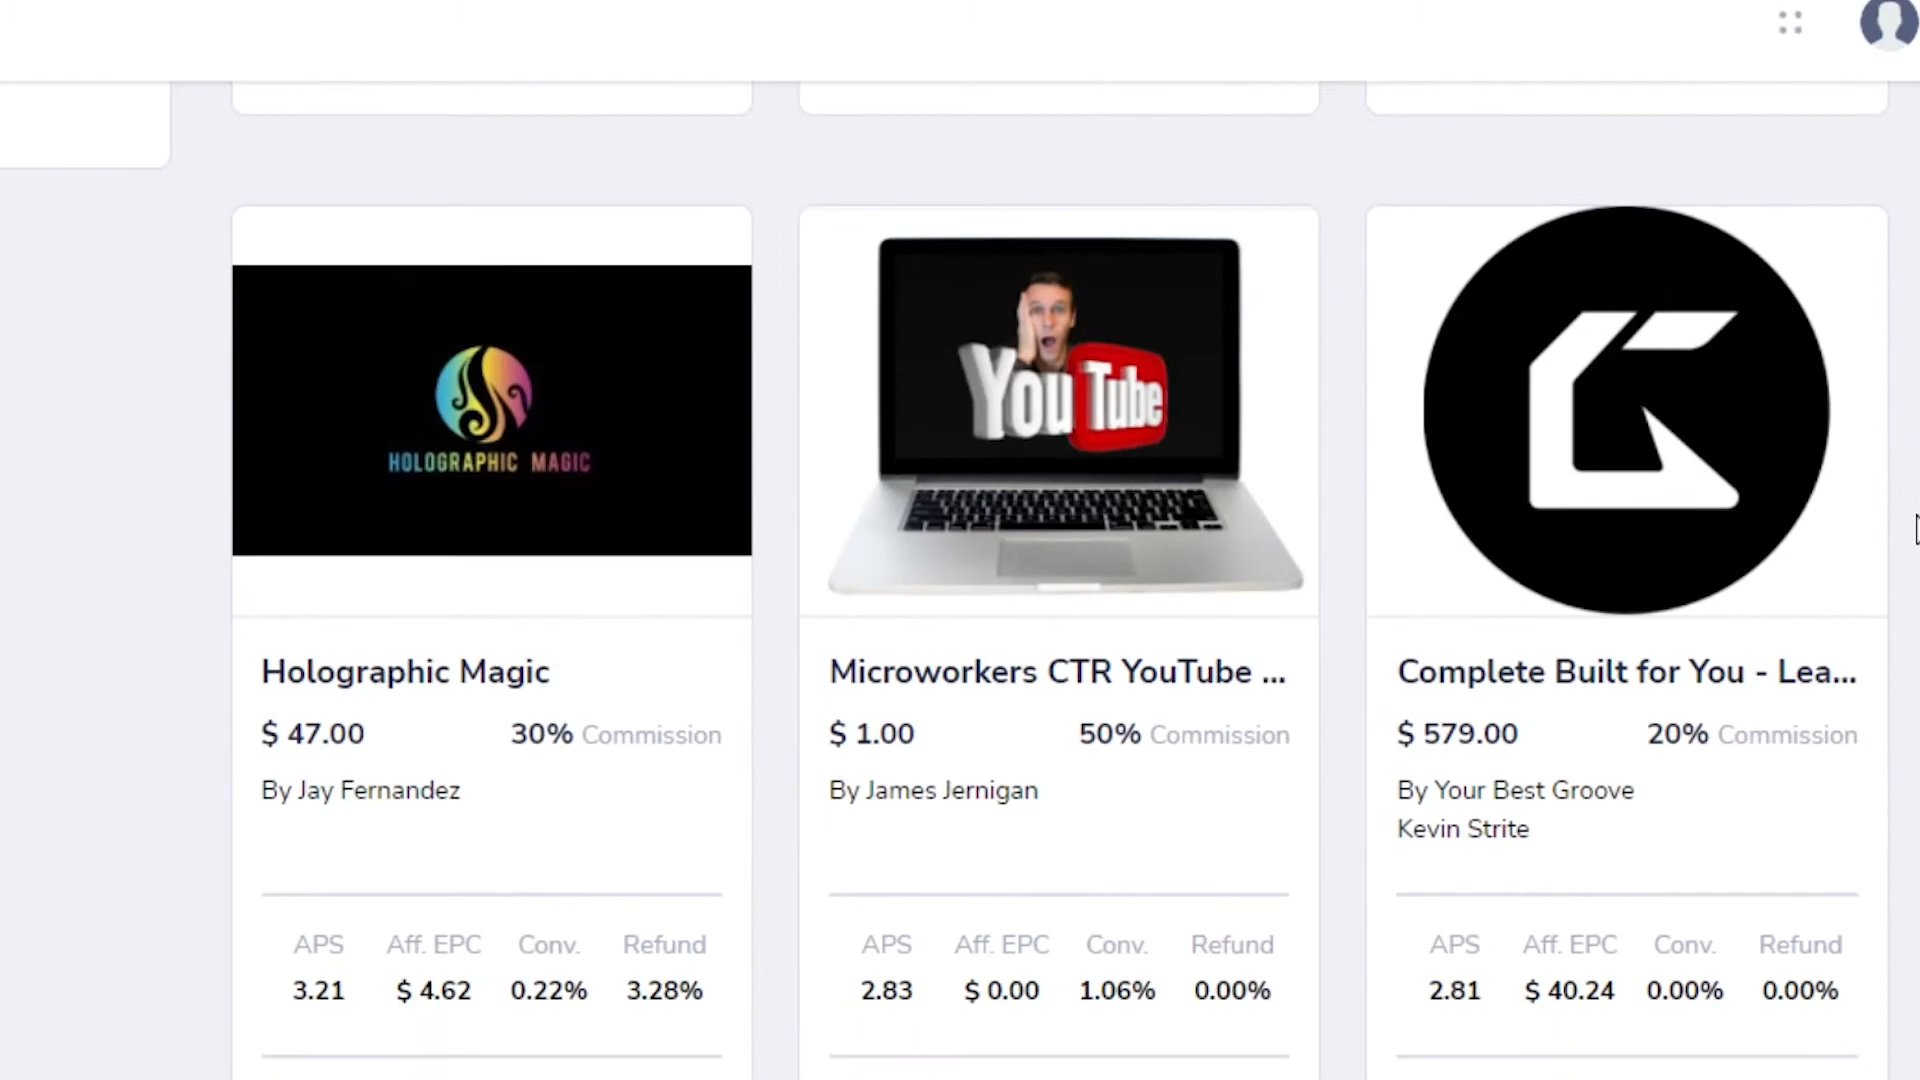 HOLOGRAPHIC MAGIC
YouTube
Holographic Magic
$ 47.00 30% Commission
By Jay Fernandez
APS Aff. EPC Conv. Refund
3.21 $ 4.62 0.22% 3.28%
Microworkers CTR YouTube ...
$ 1.00 50% Commission
By James Jernigan
APS Aff. EPC Conv. Refund
2.83 $ 0.00 1.06% 0.00%
Complete Built for You - Lea...
$ 579.00 20% Commission
By Your Best Groove
Kevin Strite
APS Aff. EPC Conv. Refund
2.81 $ 40.24 0.00% 0.00%